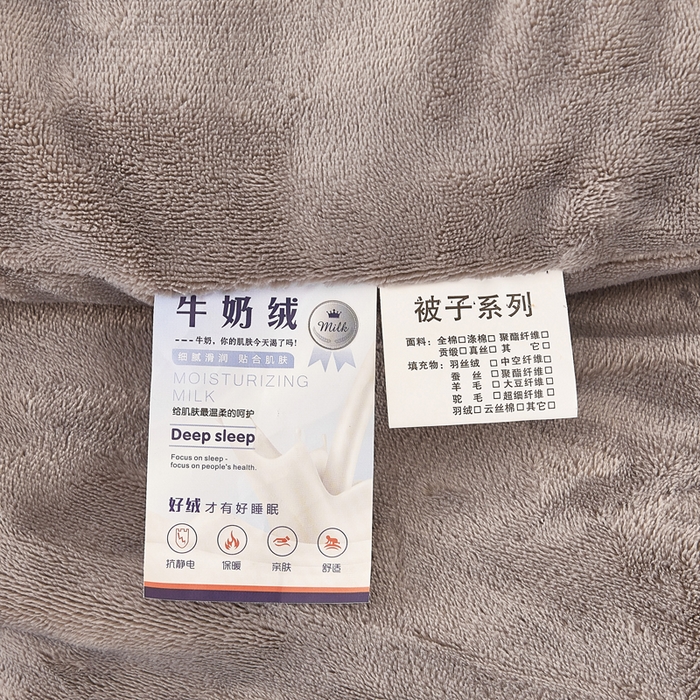 牛奶绒
Milk
---牛奶，你的肌肤今天渴了吗!
细腻滑润 贴合肌肤
MOISTURIZING
MILK
给肌肤最温柔的呵护
Deep sleep
Focus on sleep -
focus on people's health.
好绒才有好睡眠
抗静电 保暖 亲肤 舒适
被子系列
面料: 全棉□涤棉□ 聚酯纤维□
贡缎□真丝□ 其 它□
填充物: 羽丝绒 □中空纤维□
蚕 丝 □聚酯纤维□
羊 毛 □大豆纤维□
驼 毛 □超细纤维□
羽绒□云丝棉□其它□